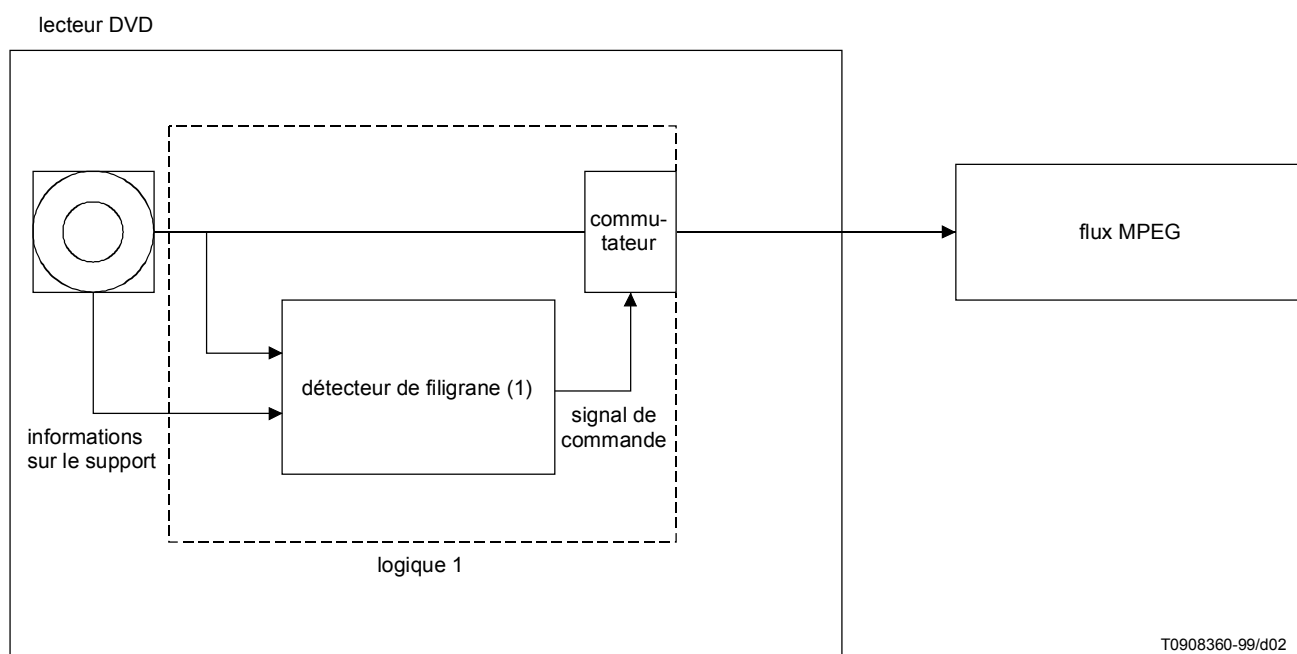 lecteur DVD
commu-
tateur
flux MPEG
détecteur de filigrane (1)
informations
sur le support
signal de
commande
logique 1
T0908360-99/d02